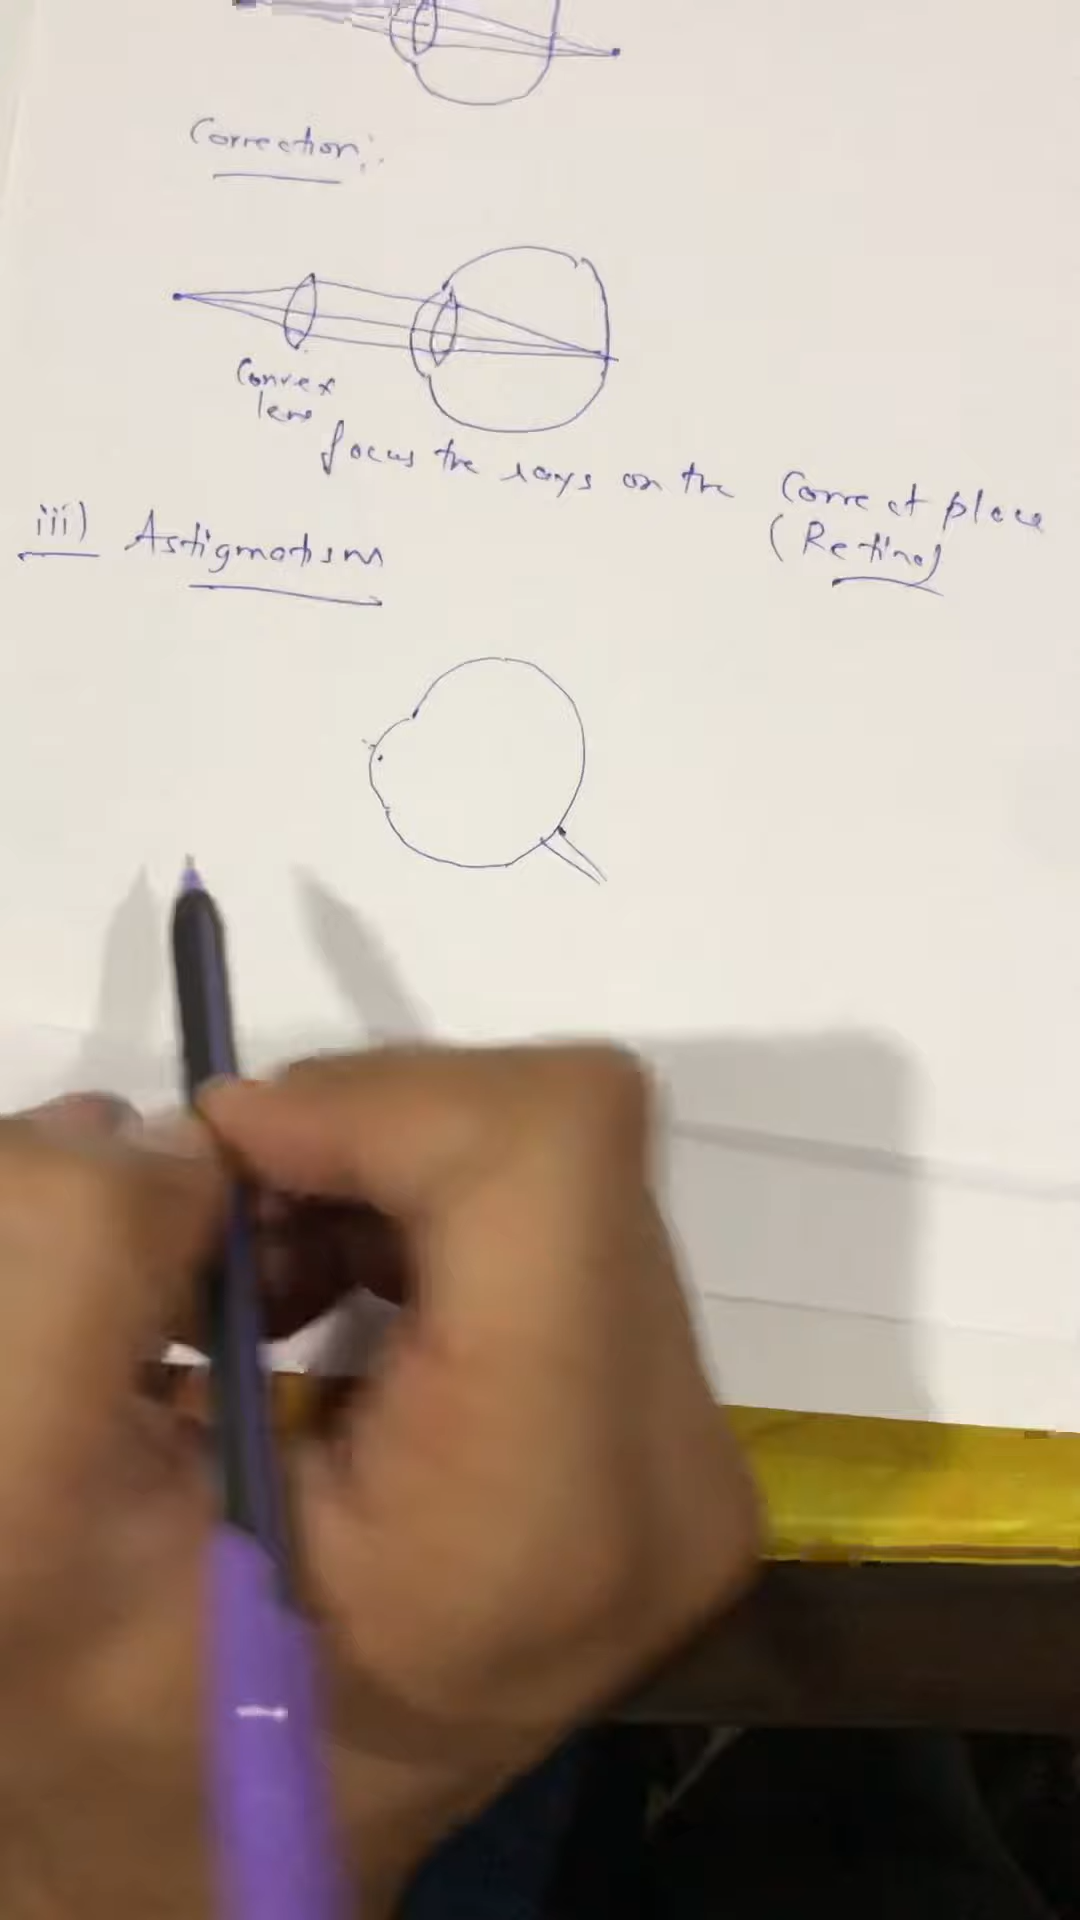 Correction:
Convex
lens
focus the rays on the Correct place
(Retina)
iii) Astigmatism